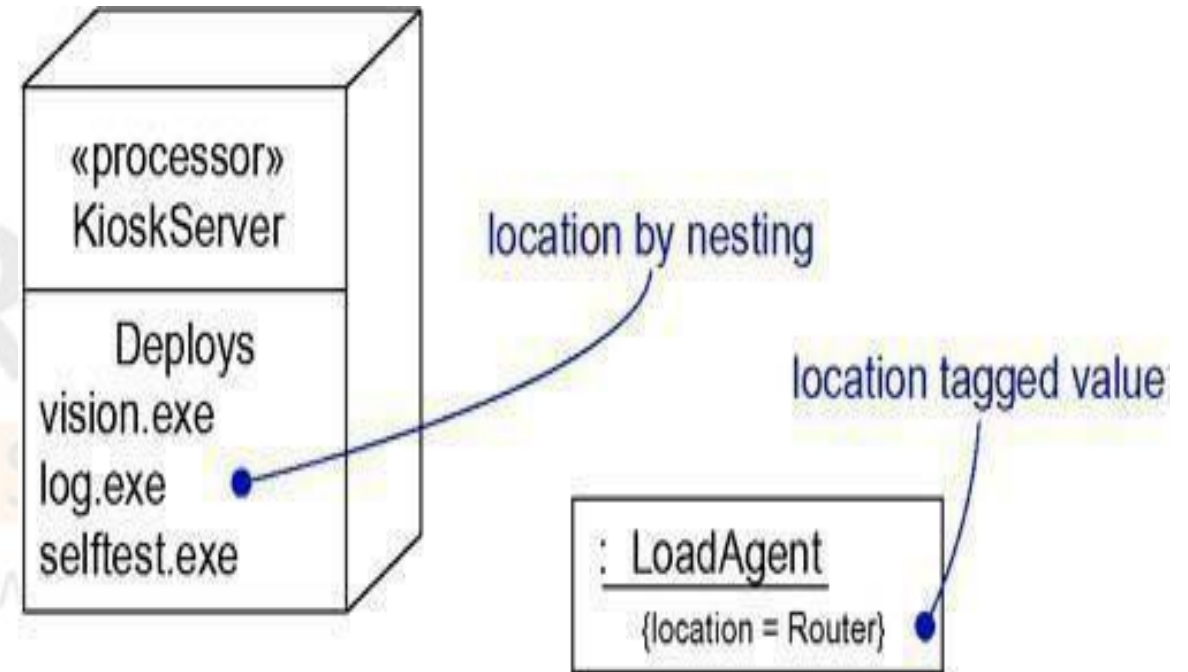 «processor»
KioskServer
Deploys
vision.exe
log.exe
selftest.exe
location by nesting
location tagged value
: LoadAgent
{location = Router}